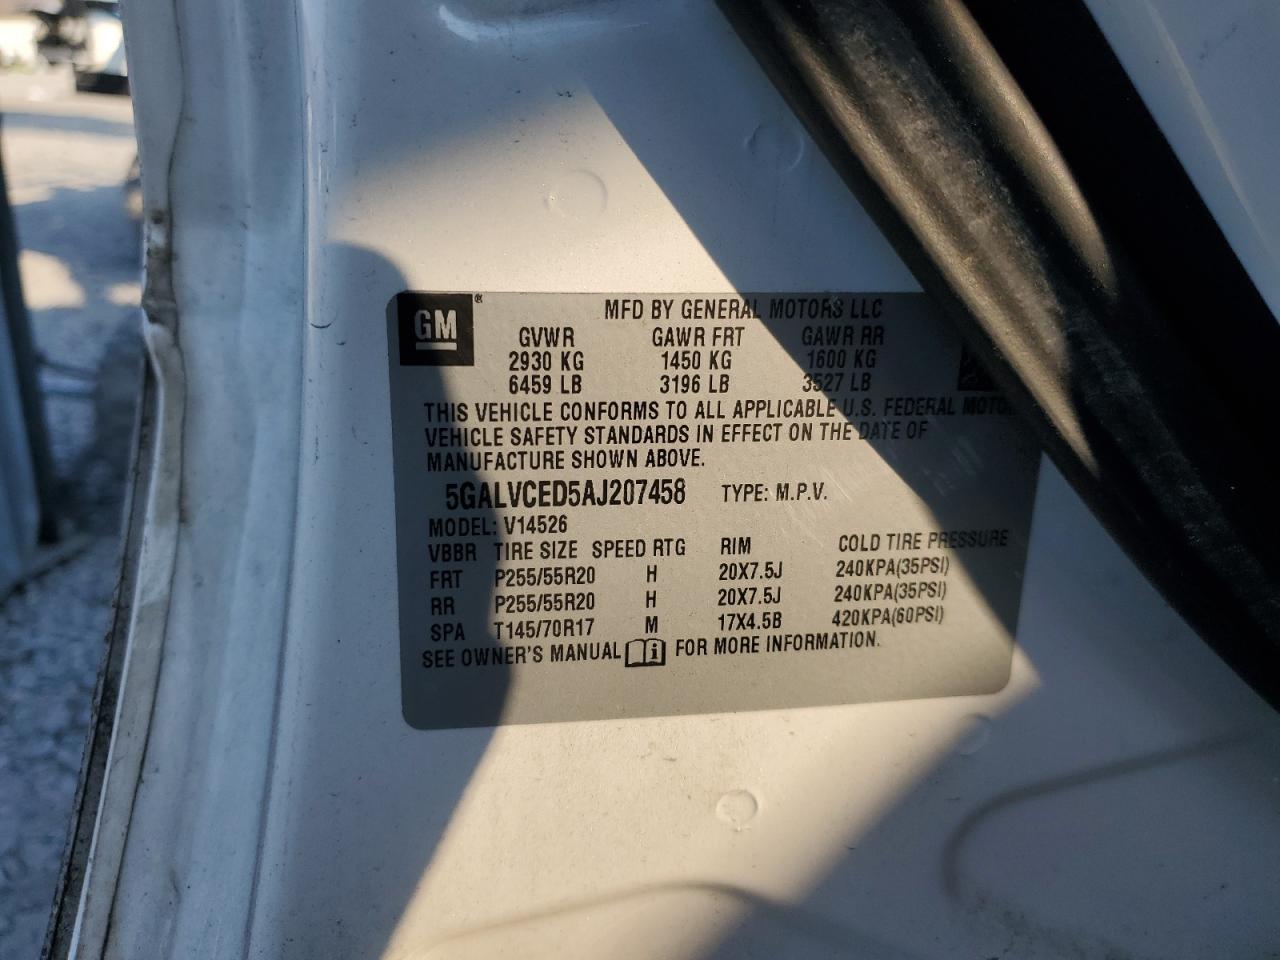 GM ® MFD BY GENERAL MOTORS LLC
GVWR GAWR FRT GAWR RR
2930 KG 1450 KG 1600 KG
6459 LB 3196 LB 3527 LB
THIS VEHICLE CONFORMS TO ALL APPLICABLE U.S. FEDERAL MOTO
VEHICLE SAFETY STANDARDS IN EFFECT ON THE DATE OF
MANUFACTURE SHOWN ABOVE.
5GALVCED5AJ207458 TYPE: M.P.V.
MODEL: V14526
VBBR TIRE SIZE SPEED RTG RIM COLD TIRE PRESSURE
FRT P255/55R20 H 20X7.5J 240KPA(35PSI)
RR P255/55R20 H 20X7.5J 240KPA(35PSI)
SPA T145/70R17 M 17X4.5B 420KPA(60PSI)
SEE OWNER'S MANUAL i FOR MORE INFORMATION.